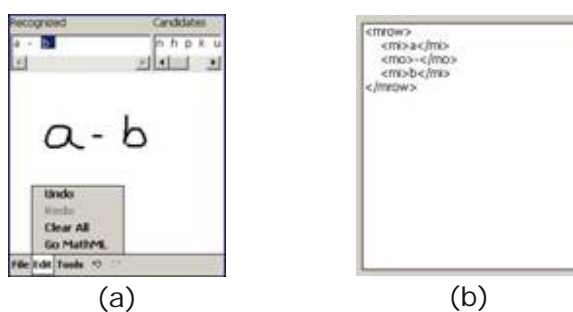 Recognized Candidates
a - b n h p k u
a - b
Undo
Redo
Clear All
Go MathML
File Edit Tools
(a)
<mrow>
<mi>a</mi>
<mo>-</mo>
<mi>b</mi>
</mrow>
(b)